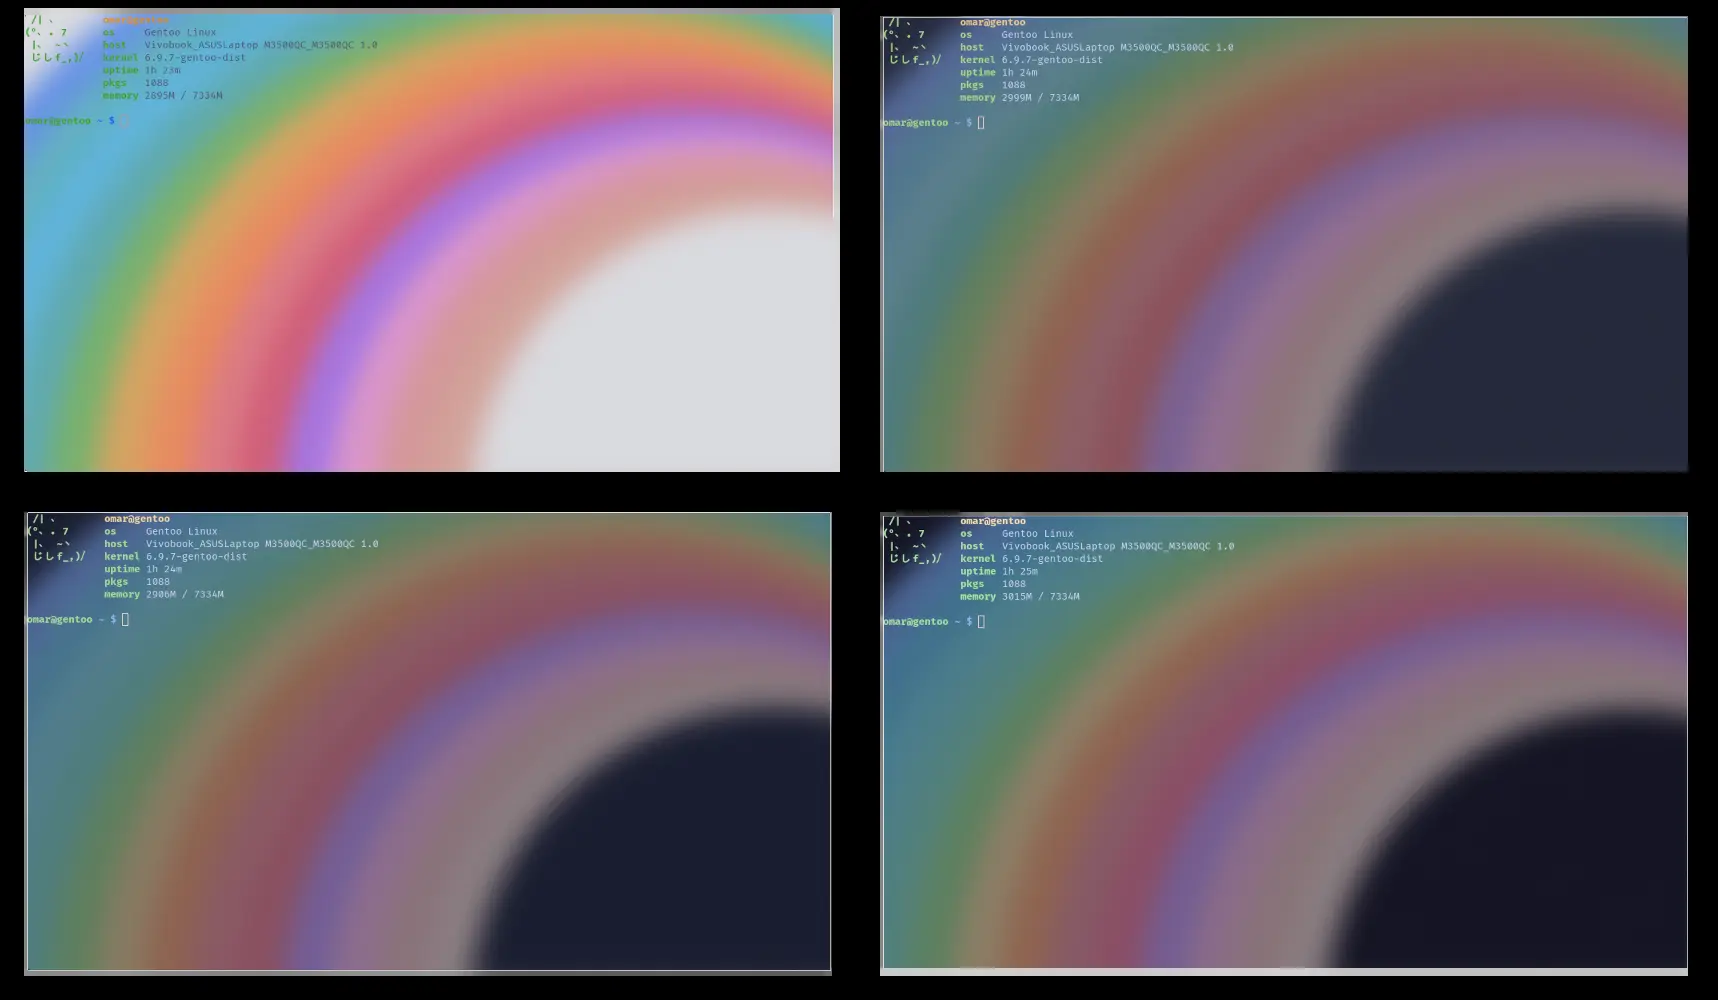 /| 、 omar@gentoo
(°、 . 7 os Gentoo Linux
|、 ~ヽ host Vivobook_ASUSLaptop M3500QC_M3500QC 1.0
じしf_,)/ kernel 6.9.7-gentoo-dist
uptime 1h 23m
pkgs 1088
memory 2895M / 7334M
omar@gentoo ~ $
/| 、 omar@gentoo
(°、 . 7 os Gentoo Linux
|、 ~ヽ host Vivobook_ASUSLaptop M3500QC_M3500QC 1.0
じしf_,)/ kernel 6.9.7-gentoo-dist
uptime 1h 24m
pkgs 1088
memory 2999M / 7334M
omar@gentoo ~ $
/| 、 omar@gentoo
(°、 . 7 os Gentoo Linux
|、 ~ヽ host Vivobook_ASUSLaptop M3500QC_M3500QC 1.0
じしf_,)/ kernel 6.9.7-gentoo-dist
uptime 1h 24m
pkgs 1088
memory 2906M / 7334M
omar@gentoo ~ $
/| 、 omar@gentoo
(°、 . 7 os Gentoo Linux
|、 ~ヽ host Vivobook_ASUSLaptop M3500QC_M3500QC 1.0
じしf_,)/ kernel 6.9.7-gentoo-dist
uptime 1h 25m
pkgs 1088
memory 3015M / 7334M
omar@gentoo ~ $